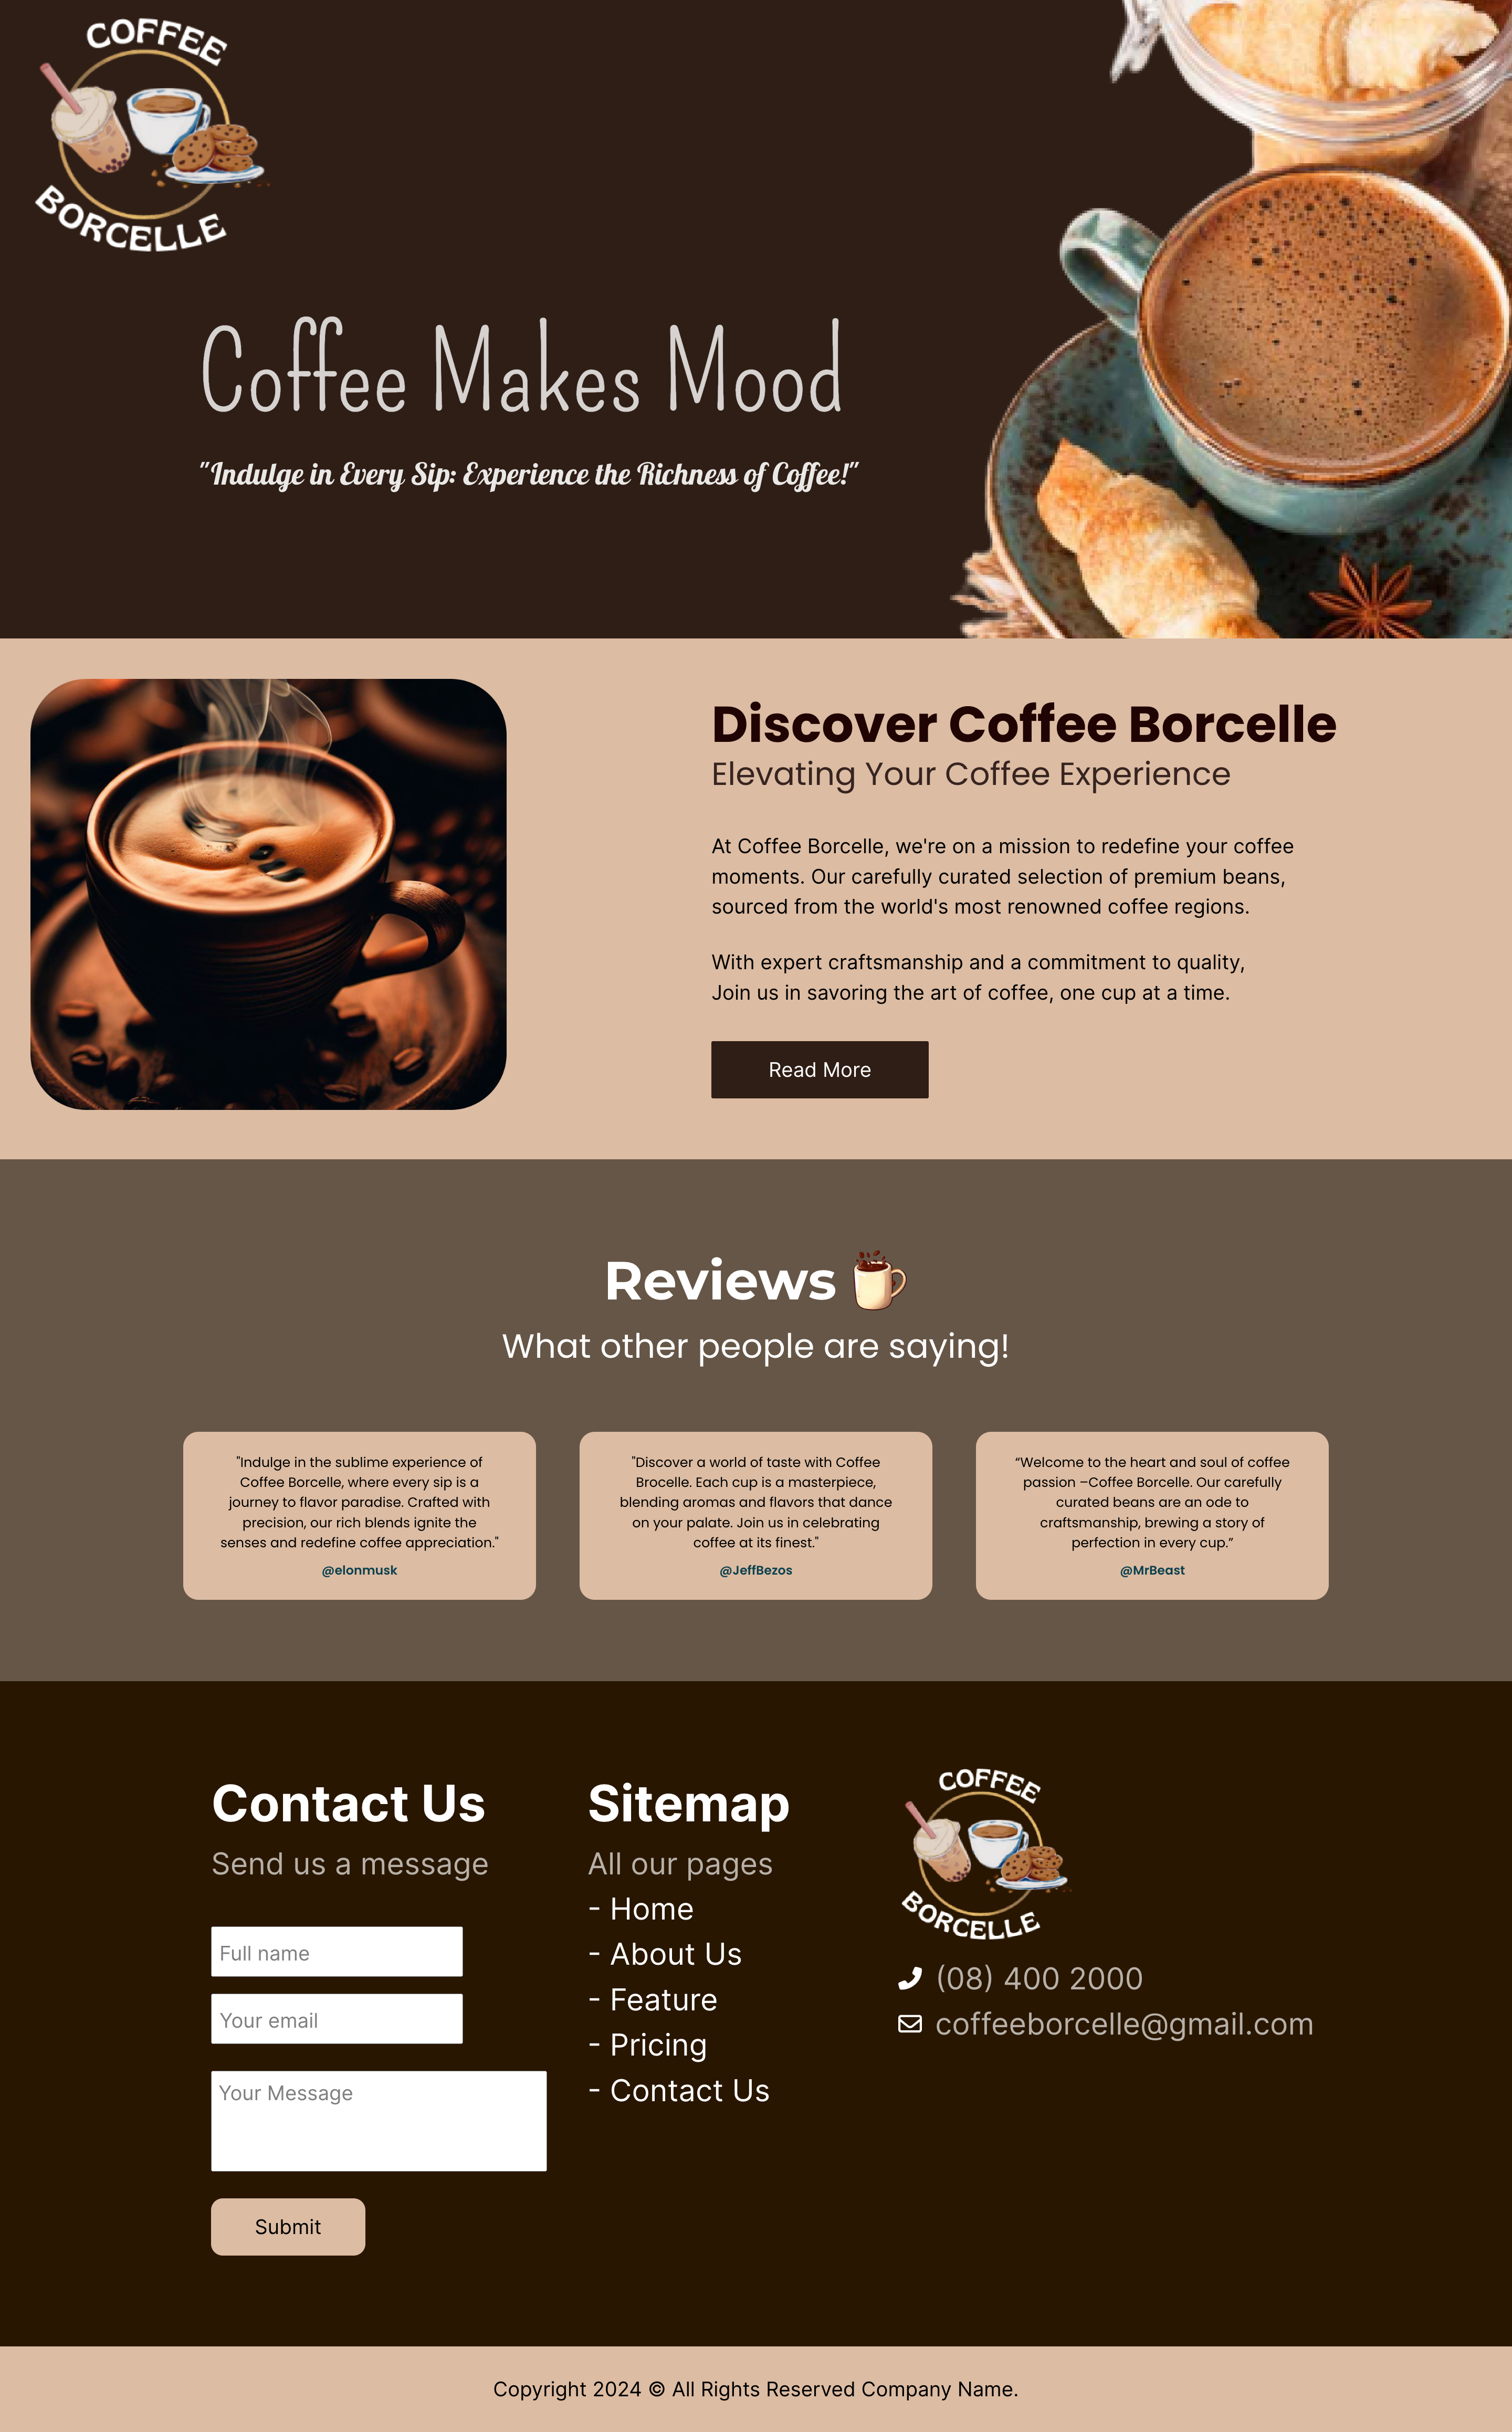 COFFEE
BORCELLE
Coffee Makes Mood
"Indulge in Every Sip: Experience the Richness of Coffee!"
Discover Coffee Borcelle
Elevating Your Coffee Experience
At Coffee Borcelle, we're on a mission to redefine your coffee
moments. Our carefully curated selection of premium beans,
sourced from the world's most renowned coffee regions.
With expert craftsmanship and a commitment to quality,
Join us in savoring the art of coffee, one cup at a time.
Read More
Reviews
What other people are saying!
"Indulge in the sublime experience of
Coffee Borcelle, where every sip is a
journey to flavor paradise. Crafted with
precision, our rich blends ignite the
senses and redefine coffee appreciation."
@elonmusk
"Discover a world of taste with Coffee
Brocelle. Each cup is a masterpiece,
blending aromas and flavors that dance
on your palate. Join us in celebrating
coffee at its finest."
@JeffBezos
“Welcome to the heart and soul of coffee
passion –Coffee Borcelle. Our carefully
curated beans are an ode to
craftsmanship, brewing a story of
perfection in every cup.”
@MrBeast
Contact Us
Send us a message
Full name
Your email
Your Message
Submit
Sitemap
All our pages
- Home
- About Us
- Feature
- Pricing
- Contact Us
COFFEE
BORCELLE
(08) 400 2000
coffeeborcelle@gmail.com
Copyright 2024 © All Rights Reserved Company Name.